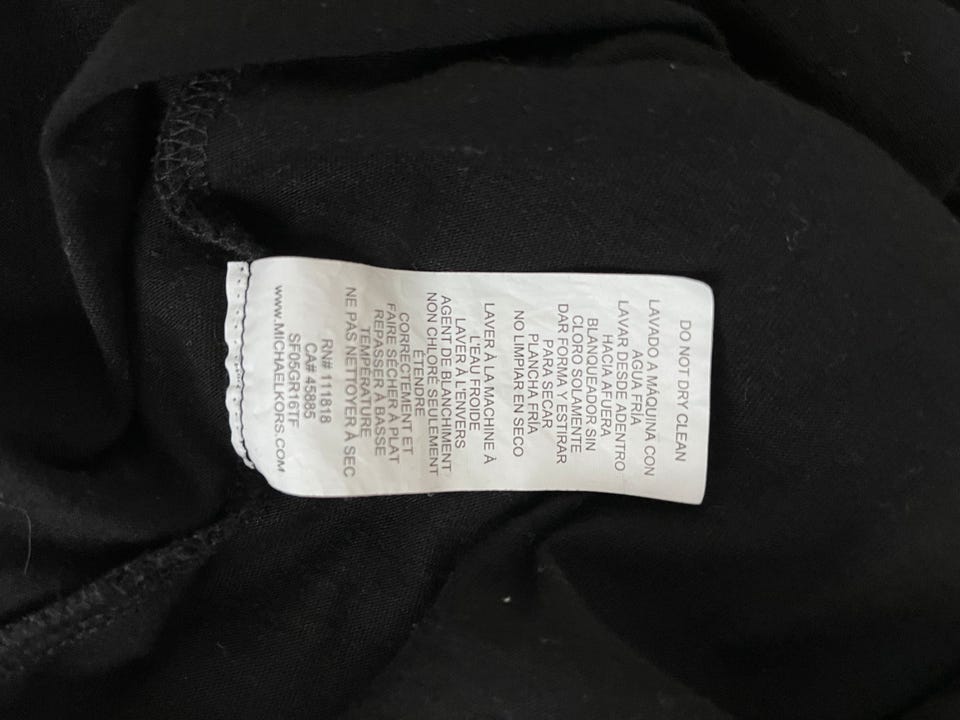 DO NOT DRY CLEAN
LAVADO A MÁQUINA CON
AGUA FRÍA
LAVAR DESDE ADENTRO
HACIA AFUERA
BLANQUEADOR SIN
CLORO SOLAMENTE
DAR FORMA Y ESTIRAR
PARA SECAR
PLANCHA FRÍA
NO LIMPIAR EN SECO
LAVER À LA MACHINE À
L'EAU FROIDE
LAVER À L'ENVERS
AGENT DE BLANCHIMENT
NON CHLORÉ SEULEMENT
ÉTENDRE
CORRECTEMENT ET
FAIRE SÉCHER À PLAT
REPASSER À BASSE
TEMPÉRATURE
NE PAS NETTOYER À SEC
RN# 111818
CA# 45885
SF05GR16TF
www.MICHAELKORS.COM